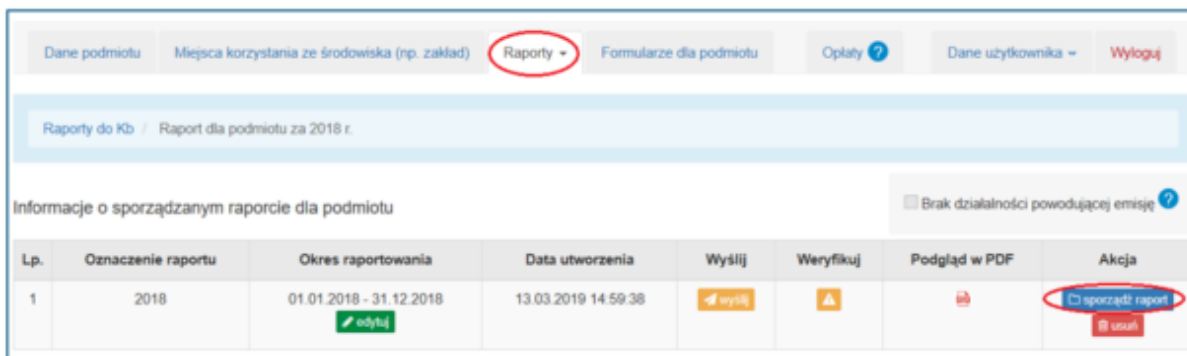 Dane podmiotu Miejsca korzystania ze środowiska (np. zakład) Raporty Formularze dla podmiotu Opłaty ? Dane użytkownika Wyloguj
Raporty do Kb / Raport dla podmiotu za 2018 r.
Informacje o sporządzanym raporcie dla podmiotu Brak działalności powodującej emisję ?
Lp. Oznaczenie raportu Okres raportowania Data utworzenia Wyślij Weryfikuj Podgląd w PDF Akcja
1 2018 01.01.2018 - 31.12.2018 13.03.2019 14:59:38 wyślij sporządź raport
edytuj usuń